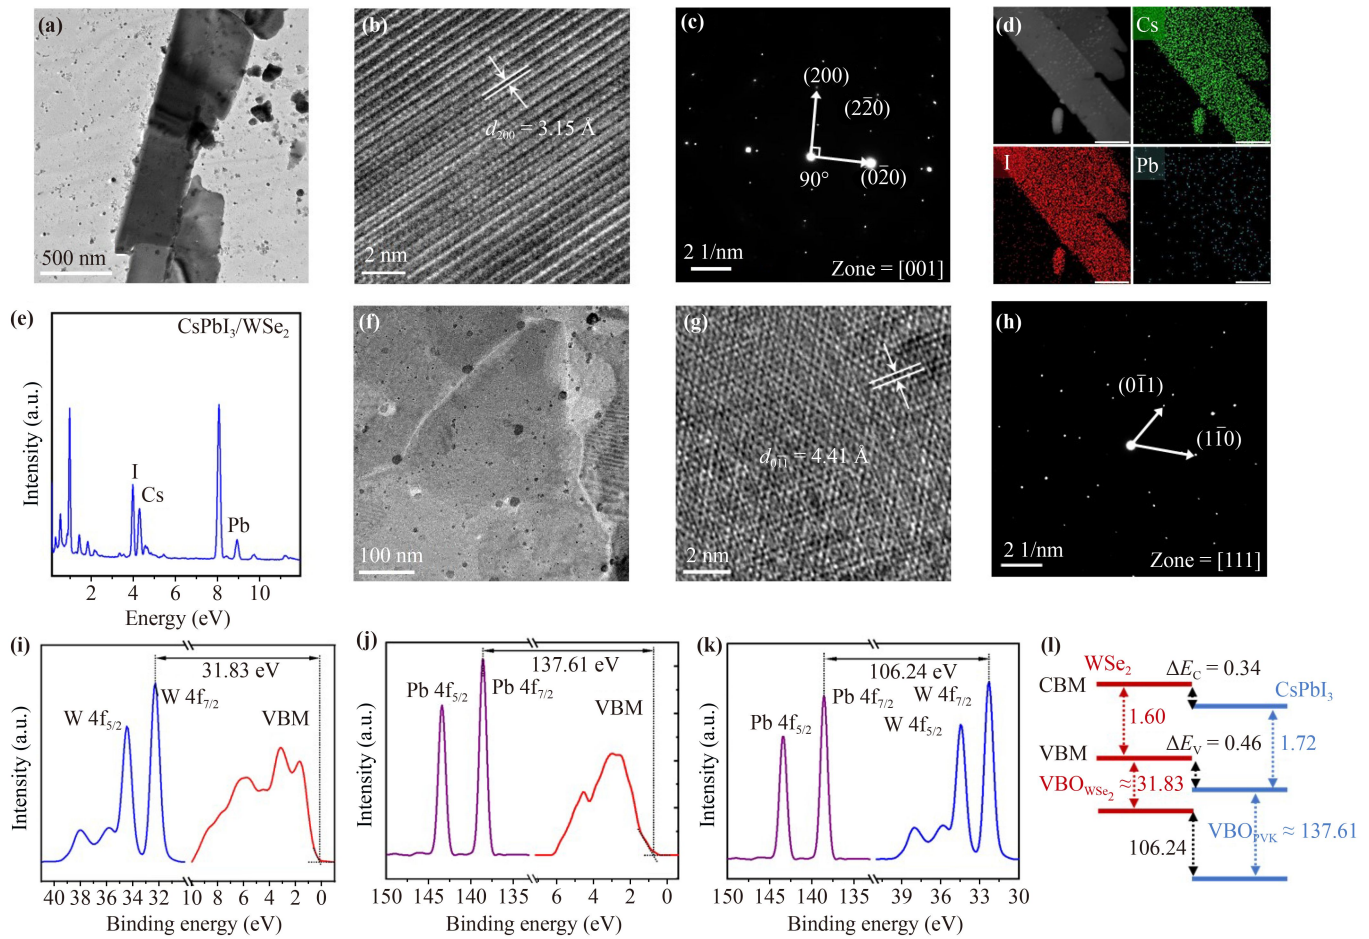 (a)
500 nm
(b)
d200 = 3.15 Å
2 nm
(c)
(200)
(22̄0)
(02̄0)
90°
2 1/nm
Zone = [001]
(d)
Cs
I
Pb
(e)
CsPbI3/WSe2
I
Cs
Pb
Intensity (a.u.)
2 4 6 8 10
Energy (eV)
(f)
100 nm
(g)
d01̄1 = 4.41 Å
2 nm
(h)
(01̄1)
(11̄0)
2 1/nm
Zone = [111]
(i)
31.83 eV
W 4f7/2
W 4f5/2
VBM
Intensity (a.u.)
40 35 30 10 8 6 4 2 0
Binding energy (eV)
(j)
137.61 eV
Pb 4f5/2
Pb 4f7/2
VBM
Intensity (a.u.)
150 145 140 135 6 4 2 0
Binding energy (eV)
(k)
106.24 eV
Pb 4f7/2
W 4f7/2
Pb 4f5/2
W 4f5/2
Intensity (a.u.)
150 145 140 135 39 36 33 30
Binding energy (eV)
(l)
WSe2
ΔEC = 0.34
CBM
CsPbI3
1.60
1.72
VBM
ΔEV = 0.46
VBOWSe2 ≈ 31.83
VBOPVK ≈ 137.61
106.24